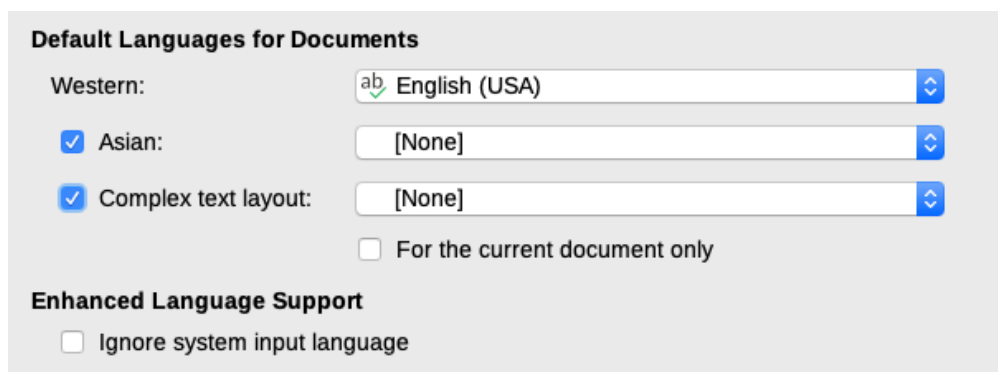 Default Languages for Documents
Western: ab English (USA)
Asian: [None]
Complex text layout: [None]
For the current document only
Enhanced Language Support
Ignore system input language